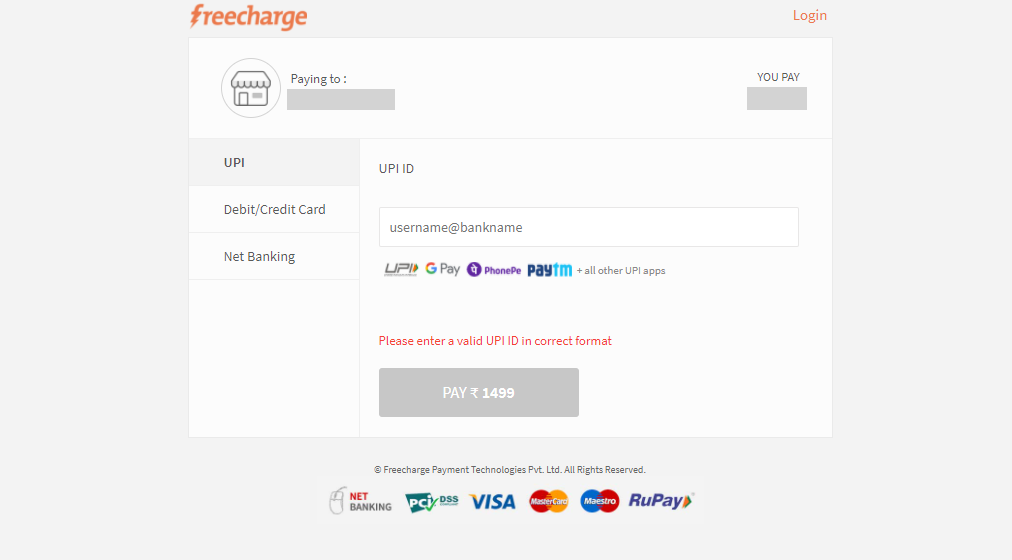 freecharge
Login
Paying to :
YOU PAY
UPI
UPI ID
Debit/Credit Card
username@bankname
Net Banking
UPI G Pay PhonePe paytm + all other UPI apps
Please enter a valid UPI ID in correct format
PAY ₹ 1499
© Freecharge Payment Technologies Pvt. Ltd. All Rights Reserved.
NET BANKING PCI DSS VISA MasterCard Maestro RuPay